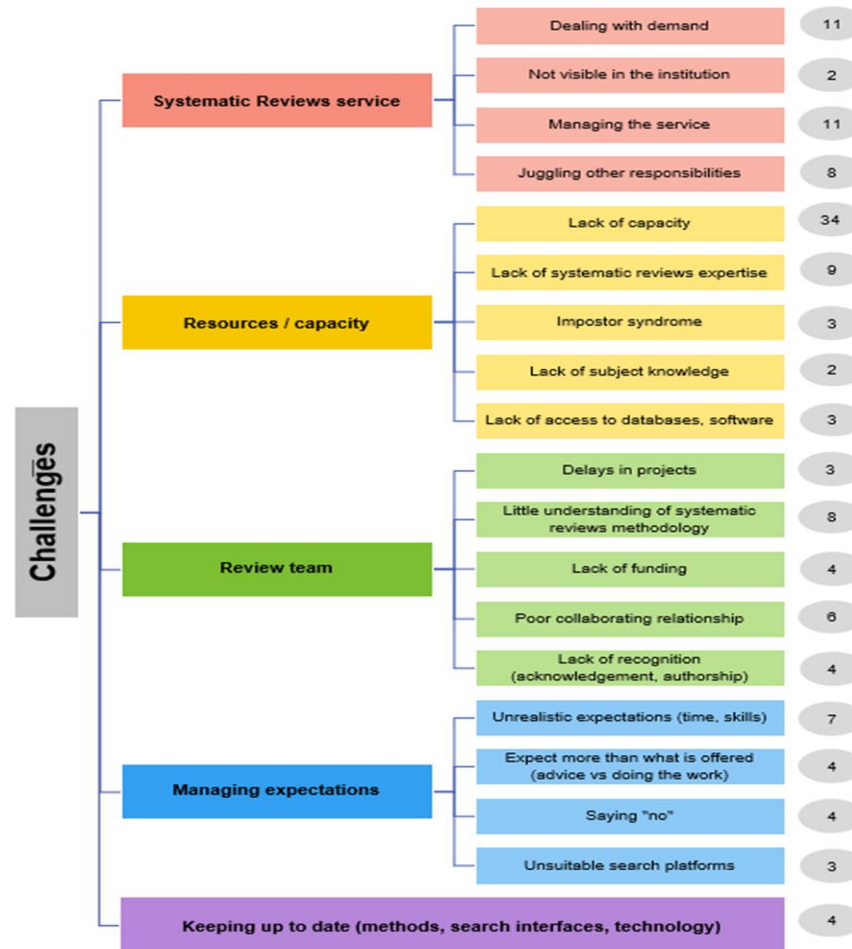 Challenges
Systematic Reviews service
Dealing with demand
11
Not visible in the institution
2
Managing the service
11
Juggling other responsibilities
8
Resources / capacity
Lack of capacity
34
Lack of systematic reviews expertise
9
Impostor syndrome
3
Lack of subject knowledge
2
Lack of access to databases, software
3
Review team
Delays in projects
3
Little understanding of systematic
reviews methodology
8
Lack of funding
4
Poor collaborating relationship
6
Lack of recognition
(acknowledgement, authorship)
4
Managing expectations
Unrealistic expectations (time, skills)
7
Expect more than what is offered
(advice vs doing the work)
4
Saying "no"
4
Unsuitable search platforms
3
Keeping up to date (methods, search interfaces, technology)
4